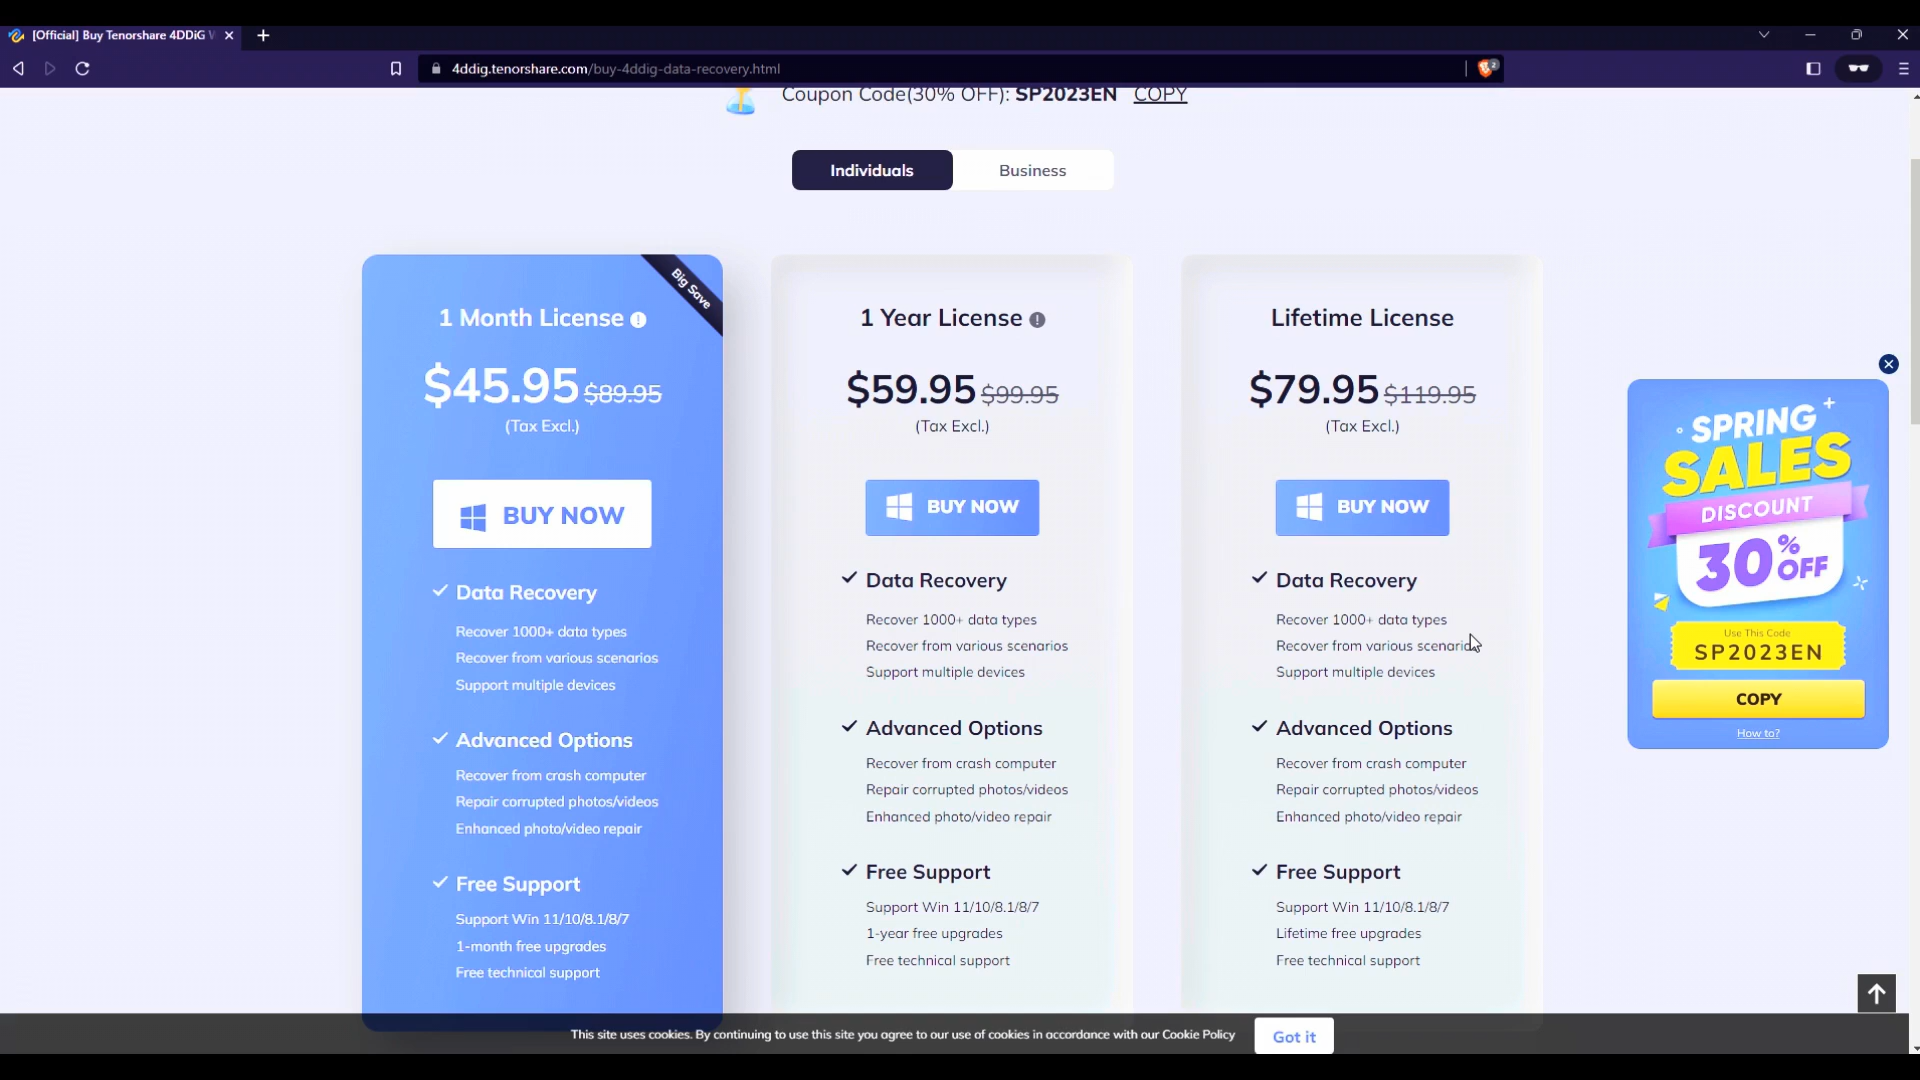 [Official] Buy Tenorshare 4DDiG W
4ddig.tenorshare.com/buy-4ddig-data-recovery.html
2
Coupon Code(30% OFF): SP2023EN COPY
Individuals
Business
Big Save
1 Month License
$45.95 $89.95
(Tax Excl.)
BUY NOW
Data Recovery
Recover 1000+ data types
Recover from various scenarios
Support multiple devices
Advanced Options
Recover from crash computer
Repair corrupted photos/videos
Enhanced photo/video repair
Free Support
Support Win 11/10/8.1/8/7
1-month free upgrades
Free technical support
1 Year License
$59.95 $99.95
(Tax Excl.)
BUY NOW
Data Recovery
Recover 1000+ data types
Recover from various scenarios
Support multiple devices
Advanced Options
Recover from crash computer
Repair corrupted photos/videos
Enhanced photo/video repair
Free Support
Support Win 11/10/8.1/8/7
1-year free upgrades
Free technical support
Lifetime License
$79.95 $119.95
(Tax Excl.)
BUY NOW
Data Recovery
Recover 1000+ data types
Recover from various scenarios
Support multiple devices
Advanced Options
Recover from crash computer
Repair corrupted photos/videos
Enhanced photo/video repair
Free Support
Support Win 11/10/8.1/8/7
Lifetime free upgrades
Free technical support
SPRING
SALES
DISCOUNT
30% OFF
Use This Code
SP2023EN
COPY
How to?
This site uses cookies. By continuing to use this site you agree to our use of cookies in accordance with our Cookie Policy
Got it